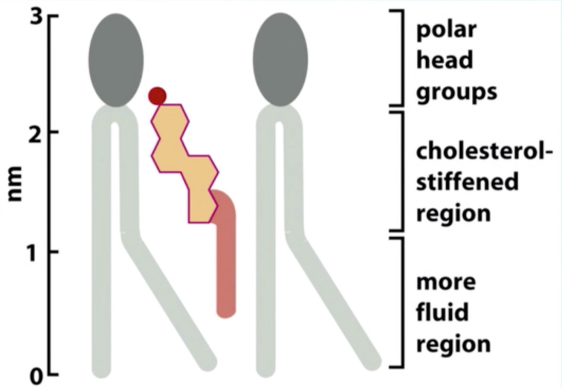 3
2
1
0
nm
polar
head
groups
cholesterol-
stiffened
region
more
fluid
region